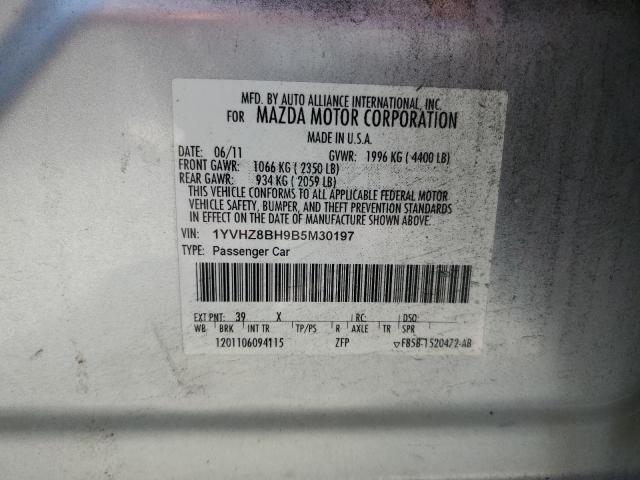 MFD. BY AUTO ALLIANCE INTERNATIONAL, INC.
FOR MAZDA MOTOR CORPORATION
MADE IN U.S.A.
DATE: 06/11 GVWR: 1996 KG ( 4400 LB)
FRONT GAWR: 1066 KG ( 2350 LB)
REAR GAWR: 934 KG ( 2059 LB)
THIS VEHICLE CONFORMS TO ALL APPLICABLE FEDERAL MOTOR
VEHICLE SAFETY, BUMPER, AND THEFT PREVENTION STANDARDS
IN EFFECT ON THE DATE OF MANUFACTURE SHOWN ABOVE.
VIN: 1YVHZ8BH9B5M30197
TYPE: Passenger Car
EXT PNT: 39 X RC: DSO:
WB BRK INT TR TP/PS R AXLE TR SPR
1201106094115 ZFP ▽FB5B-1520472-AB